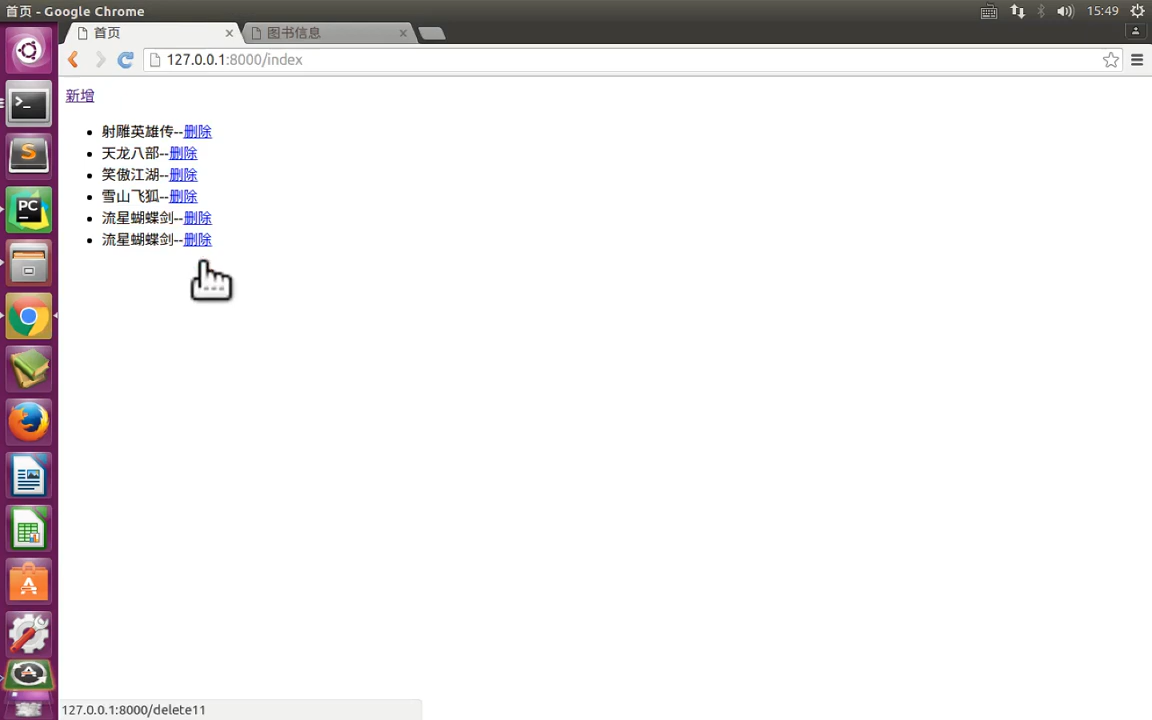 首页 - Google Chrome
15:49
首页
图书信息
127.0.0.1:8000/index
新增
射雕英雄传--删除
天龙八部--删除
笑傲江湖--删除
雪山飞狐--删除
流星蝴蝶剑--删除
流星蝴蝶剑--删除
PC
127.0.0.1:8000/delete11